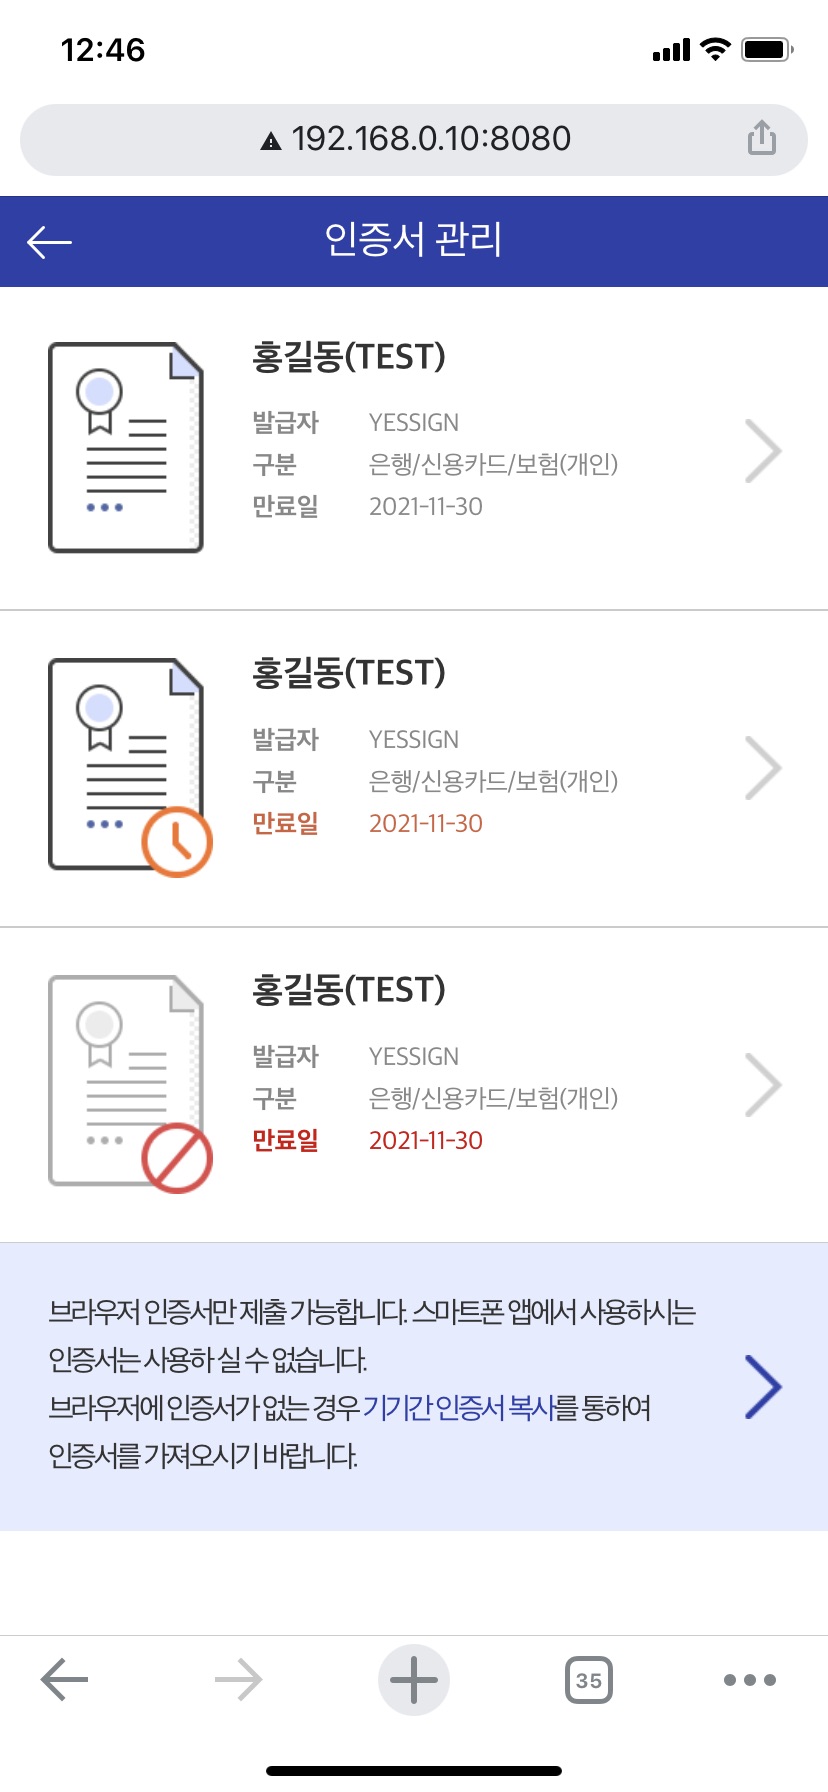 12:46
192.168.0.10:8080
인증서 관리
홍길동(TEST)
발급자 YESSIGN
구분 은행/신용카드/보험(개인)
만료일 2021-11-30
홍길동(TEST)
발급자 YESSIGN
구분 은행/신용카드/보험(개인)
만료일 2021-11-30
홍길동(TEST)
발급자 YESSIGN
구분 은행/신용카드/보험(개인)
만료일 2021-11-30
브라우저 인증서만 제출 가능합니다. 스마트폰 앱에서 사용하시는
인증서는 사용하 실 수 없습니다.
브라우저에 인증서가 없는 경우 기기간 인증서 복사를 통하여
인증서를 가져오시기 바랍니다.
35